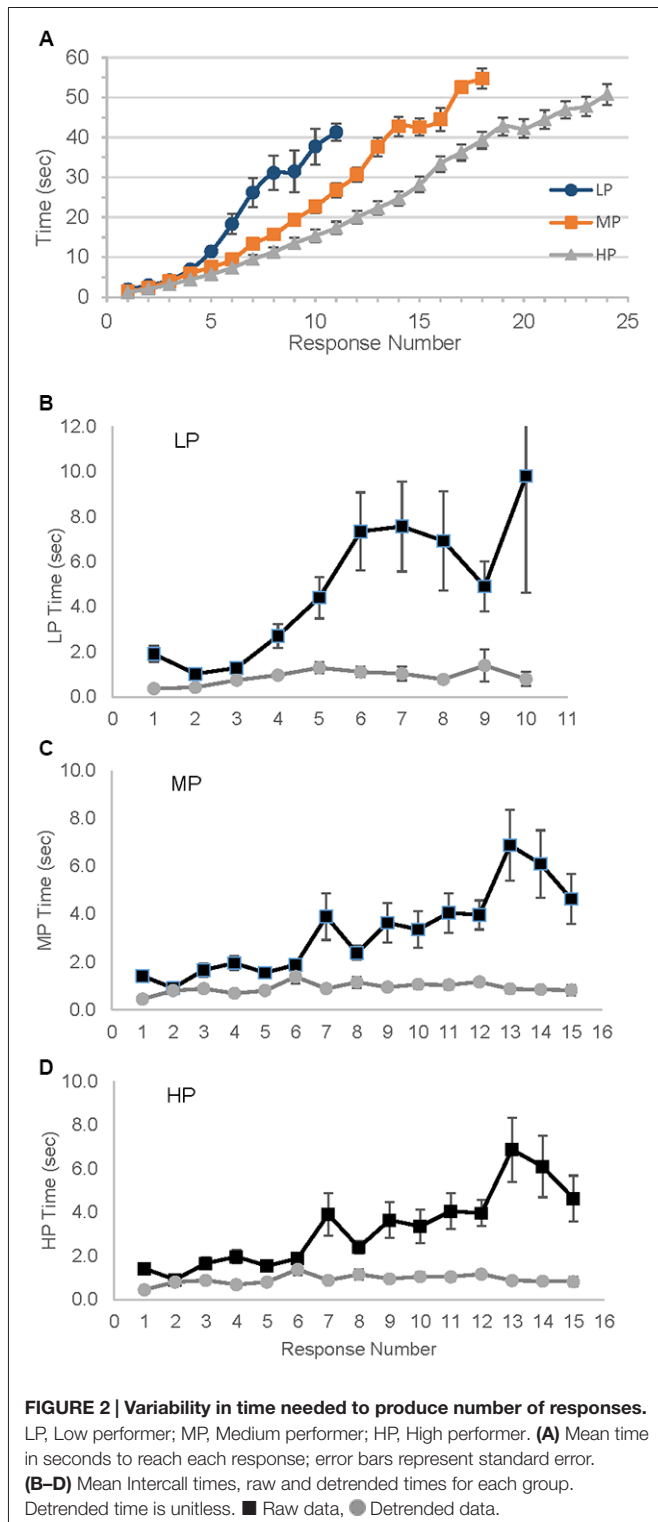 A
60
50
40
30
20
10
0
Time (sec)
LP
MP
HP
0 5 10 15 20 25
Response Number
B
LP
12.0
10.0
8.0
6.0
4.0
2.0
0.0
LP Time (sec)
0 1 2 3 4 5 6 7 8 9 10 11
C
MP
10.0
8.0
6.0
4.0
2.0
0.0
MP Time (sec)
0 1 2 3 4 5 6 7 8 9 10 11 12 13 14 15 16
D
HP
10.0
8.0
6.0
4.0
2.0
0.0
HP Time (sec)
0 1 2 3 4 5 6 7 8 9 10 11 12 13 14 15 16
Response Number
FIGURE 2 | Variability in time needed to produce number of responses.
LP, Low performer; MP, Medium performer; HP, High performer. (A) Mean time
in seconds to reach each response; error bars represent standard error.
(B–D) Mean Intercall times, raw and detrended times for each group.
Detrended time is unitless. ■ Raw data, ● Detrended data.